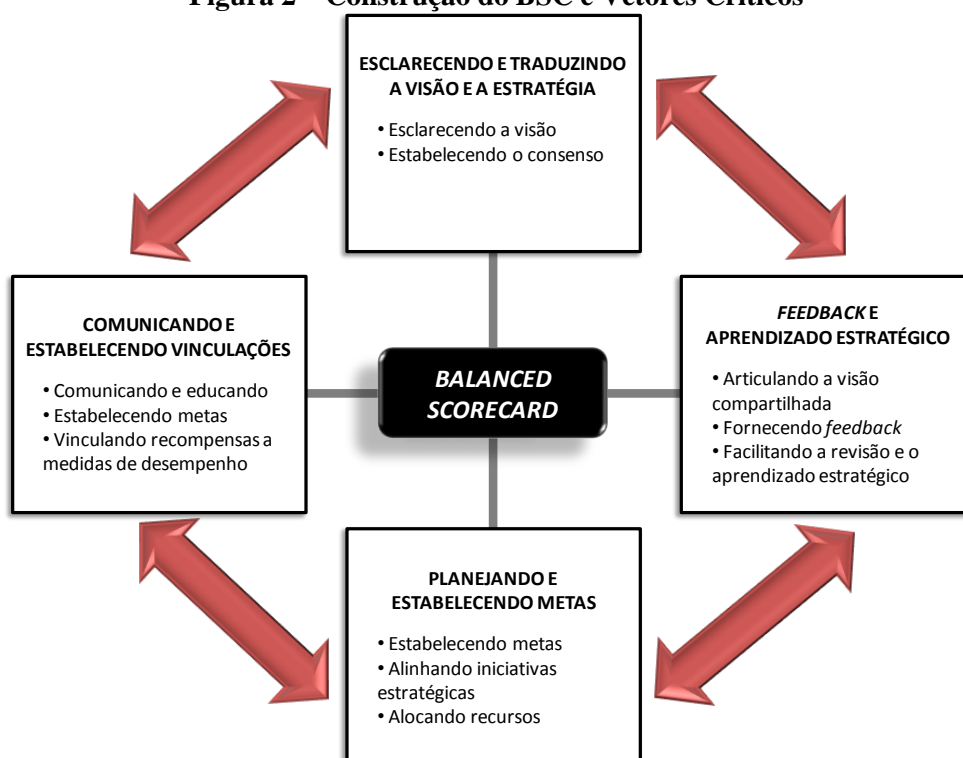 Figura 2 – Construção do BSC e Vetores Críticos
ESCLARECENDO E TRADUZINDO
A VISÃO E A ESTRATÉGIA
• Esclarecendo a visão
• Estabelecendo o consenso
COMUNICANDO E
ESTABELECENDO VINCULAÇÕES
• Comunicando e educando
• Estabelecendo metas
• Vinculando recompensas a
medidas de desempenho
BALANCED
SCORECARD
FEEDBACK E
APRENDIZADO ESTRATÉGICO
• Articulando a visão
compartilhada
• Fornecendo feedback
• Facilitando a revisão e o
aprendizado estratégico
PLANEJANDO E
ESTABELECENDO METAS
• Estabelecendo metas
• Alinhando iniciativas
estratégicas
• Alocando recursos